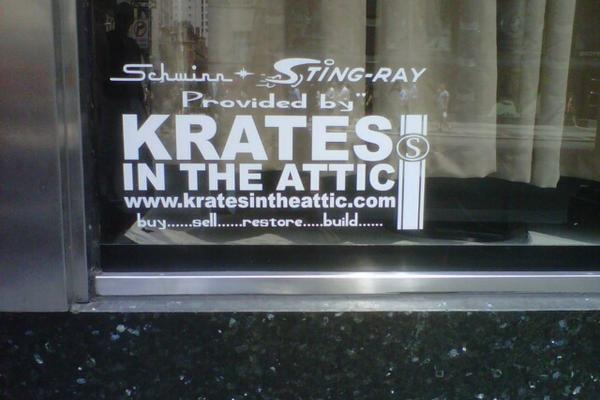 Schwinn STING-RAY
Provided by"
KRATES
IN THE ATTIC
S
www.kratesintheattic.com
buy......sell......restore.....build......